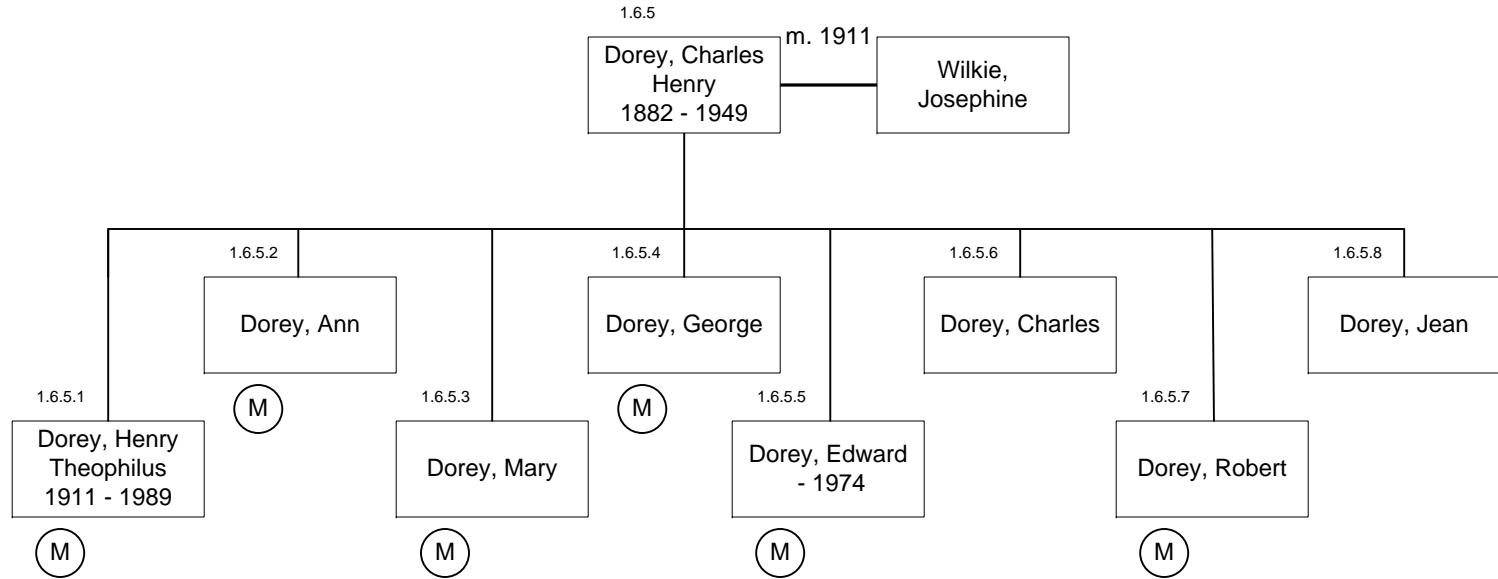 1.6.5
m. 1911
Dorey, Charles
Henry
1882 - 1949
Wilkie,
Josephine
1.6.5.2
1.6.5.4
1.6.5.6
1.6.5.8
Dorey, Ann
Dorey, George
Dorey, Charles
Dorey, Jean
M
M
1.6.5.1
1.6.5.3
1.6.5.5
1.6.5.7
Dorey, Henry
Theophilus
1911 - 1989
Dorey, Mary
Dorey, Edward
- 1974
Dorey, Robert
M
M
M
M